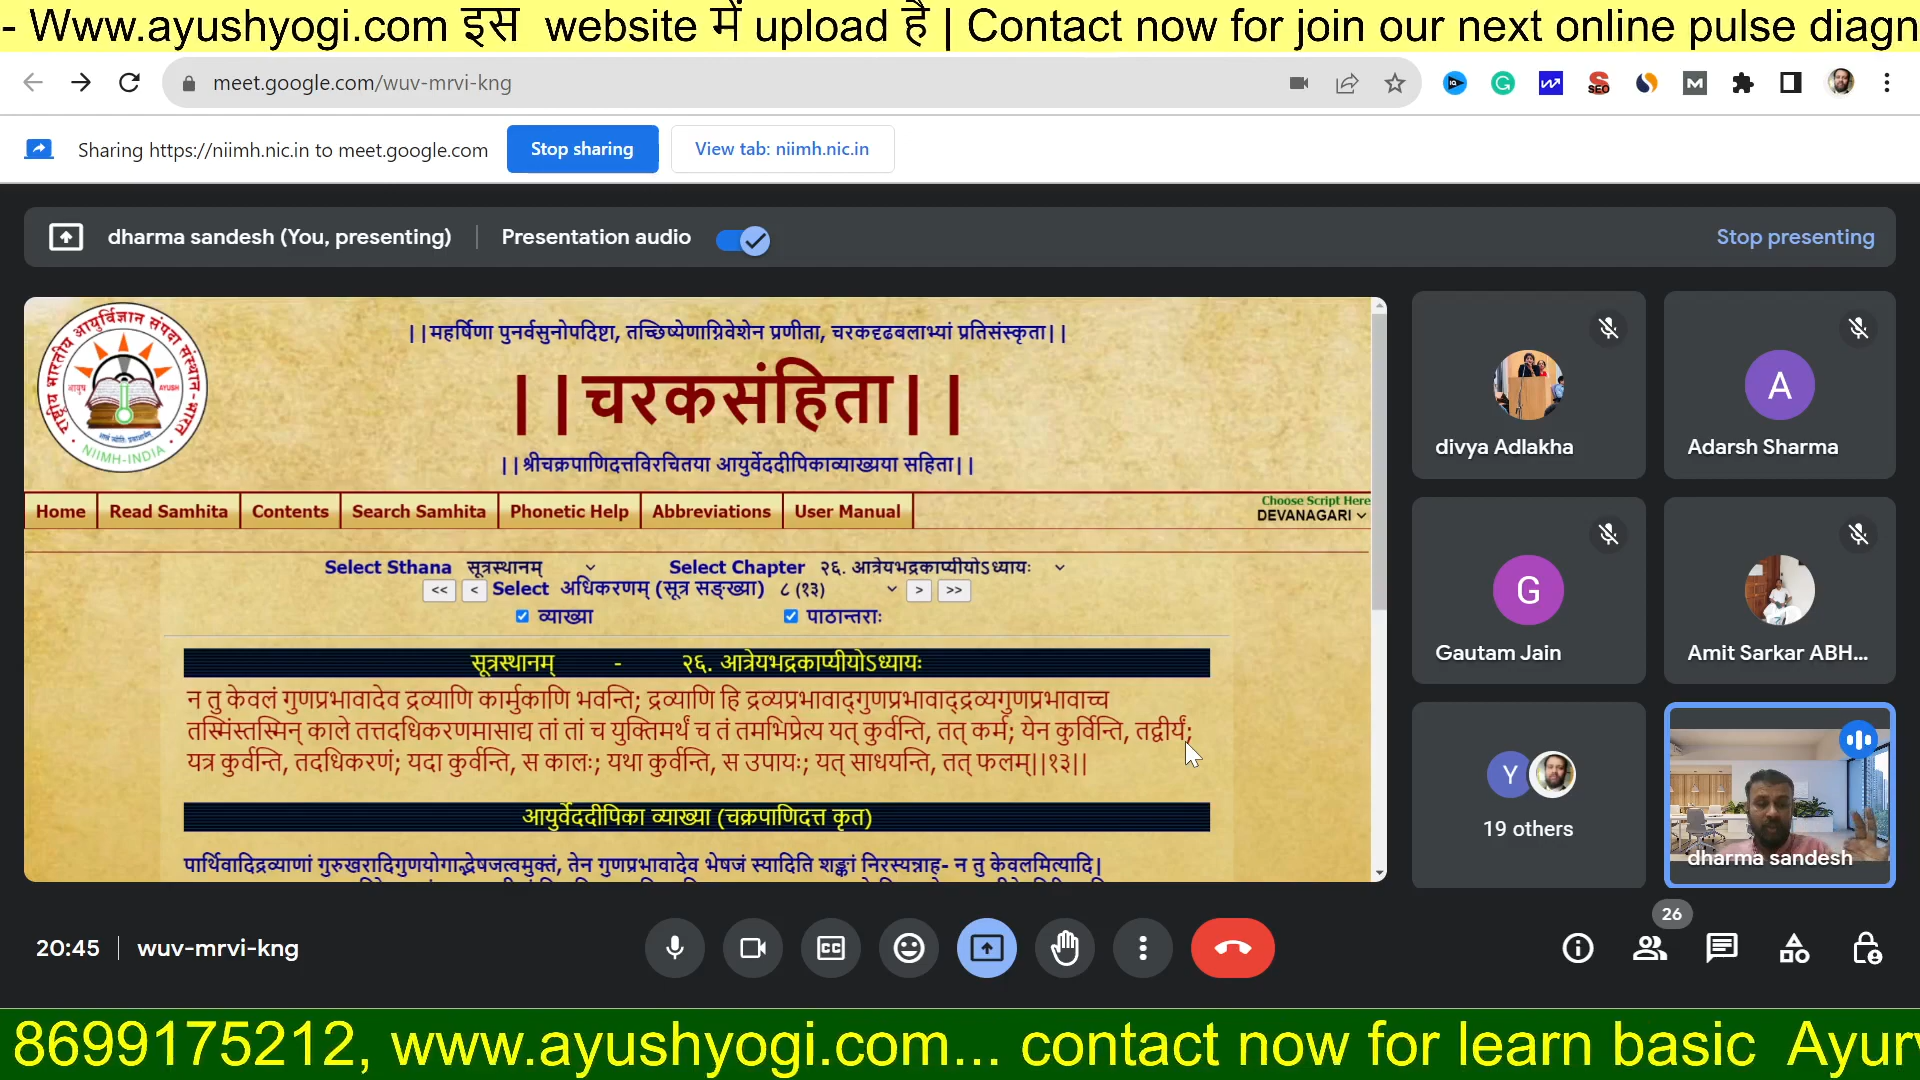 - Www.ayushyogi.com इस website में upload है | Contact now for join our next online pulse diagn
meet.google.com/wuv-mrvi-kng
Sharing https://niimh.nic.in to meet.google.com
Stop sharing
View tab: niimh.nic.in
dharma sandesh (You, presenting)
Presentation audio
Stop presenting
राष्ट्रीय भारतीय आयुर्विज्ञान संपदा संस्थान-भारत
आयुष
AYUSH
NIIMH-INDIA
||महर्षिणा पुनर्वसुनोपदिष्टा, तच्छिष्येणाग्निवेशेन प्रणीता, चरकदृढबलाभ्यां प्रतिसंस्कृता||
||चरकसंहिता||
||श्रीचक्रपाणिदत्तविरचितया आयुर्वेददीपिकाव्याख्यया सहिता||
Home
Read Samhita
Contents
Search Samhita
Phonetic Help
Abbreviations
User Manual
Choose Script Here
DEVANAGARI
Select Sthana सूत्रस्थानम्
Select Chapter २६. आत्रेयभद्रकाप्यीयोऽध्यायः
<< < Select अधिकरणम् (सूत्र सङ्ख्या) ८ (१३) > >>
व्याख्या
पाठान्तराः
सूत्रस्थानम् - २६. आत्रेयभद्रकाप्यीयोऽध्यायः
न तु केवलं गुणप्रभावादेव द्रव्याणि कार्मुकाणि भवन्ति; द्रव्याणि हि द्रव्यप्रभावाद्गुणप्रभावाद्द्रव्यगुणप्रभावाच्च
तस्मिंस्तस्मिन् काले तत्तदधिकरणमासाद्य तां तां च युक्तिमर्थं च तं तमभिप्रेत्य यत् कुर्वन्ति, तत् कर्म; येन कुर्विन्ति, तद्वीर्यं;
यत्र कुर्वन्ति, तदधिकरणं; यदा कुर्वन्ति, स कालः; यथा कुर्वन्ति, स उपायः; यत् साधयन्ति, तत् फलम्||१३||
आयुर्वेददीपिका व्याख्या (चक्रपाणिदत्त कृत)
पार्थिवादिद्रव्याणां गुरुखरादिगुणयोगाद्भेषजत्वमुक्तं, तेन गुणप्रभावादेव भेषजं स्यादिति शङ्कां निरस्यन्नाह- न तु केवलमित्यादि|
divya Adlakha
A
Adarsh Sharma
G
Gautam Jain
Amit Sarkar ABH...
Y
19 others
dharma sandesh
20:45
wuv-mrvi-kng
CC
26
8699175212, www.ayushyogi.com... contact now for learn basic Ayurv